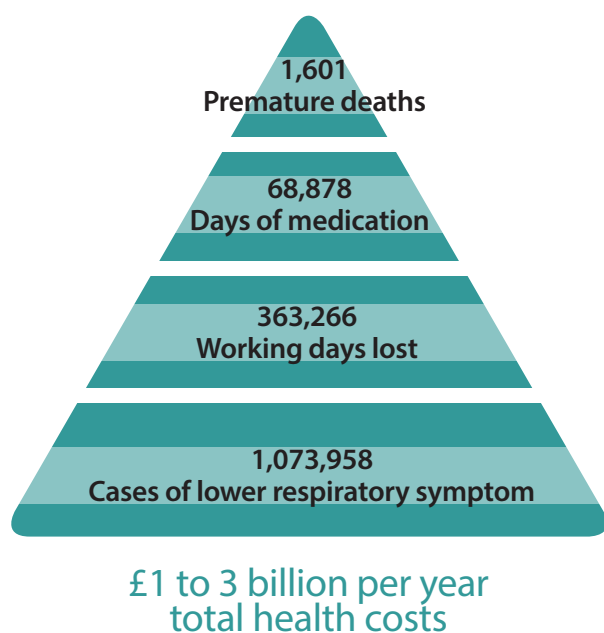 1,601
Premature deaths
68,878
Days of medication
363,266
Working days lost
1,073,958
Cases of lower respiratory symptom
£1 to 3 billion per year
total health costs